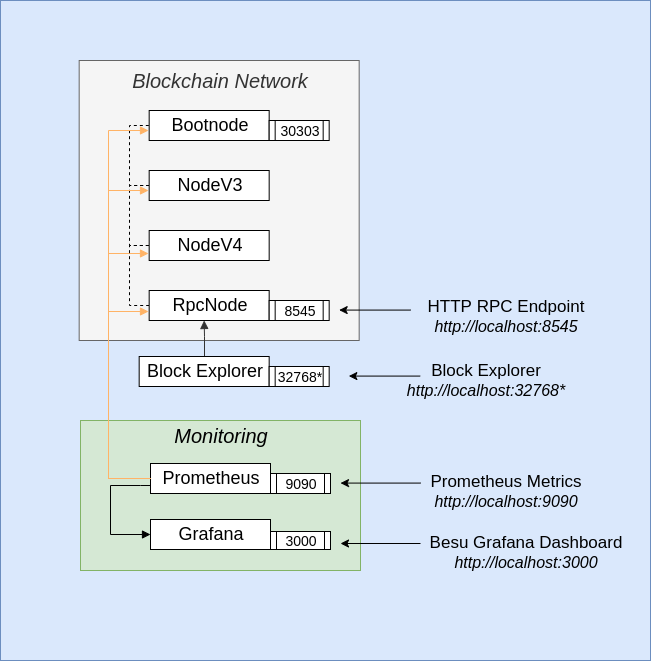 Blockchain Network
Bootnode
30303
NodeV3
NodeV4
RpcNode
8545
HTTP RPC Endpoint
http://localhost:8545
Block Explorer
32768*
Block Explorer
http://localhost:32768*
Monitoring
Prometheus
9090
Prometheus Metrics
http://localhost:9090
Grafana
3000
Besu Grafana Dashboard
http://localhost:3000